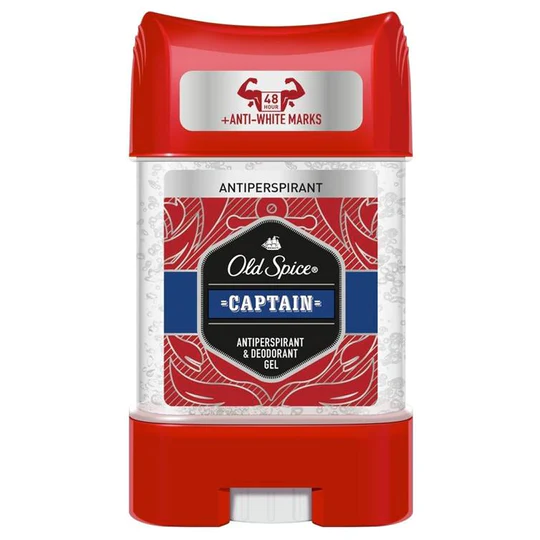 48
HOUR
+ANTI-WHITE MARKS
ANTIPERSPIRANT
Old Spice®
=CAPTAIN=
ANTIPERSPIRANT
& DEODORANT
GEL